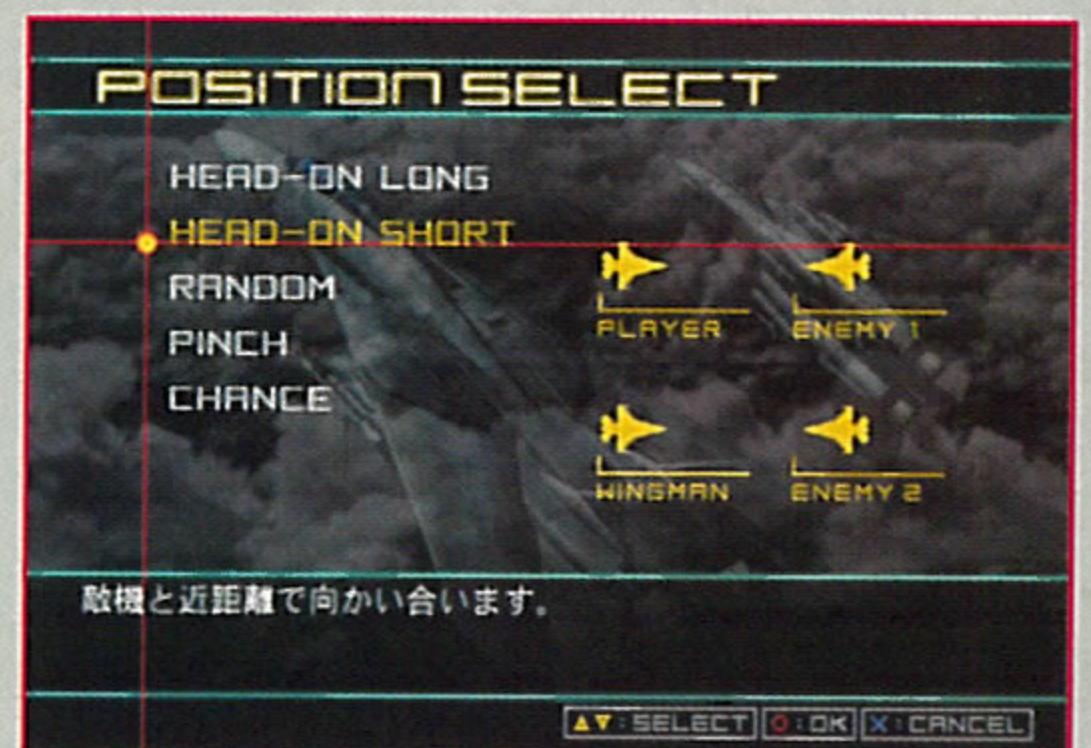 POSITION SELECT
HEAD-ON LONG
HEAD-ON SHORT
RANDOM
PINCH
CHANCE
PLAYER ENEMY 1
WINGMAN ENEMY 2
敵機と近距離で向かい合います。
▲▼:SELECT O:OK X:CANCEL